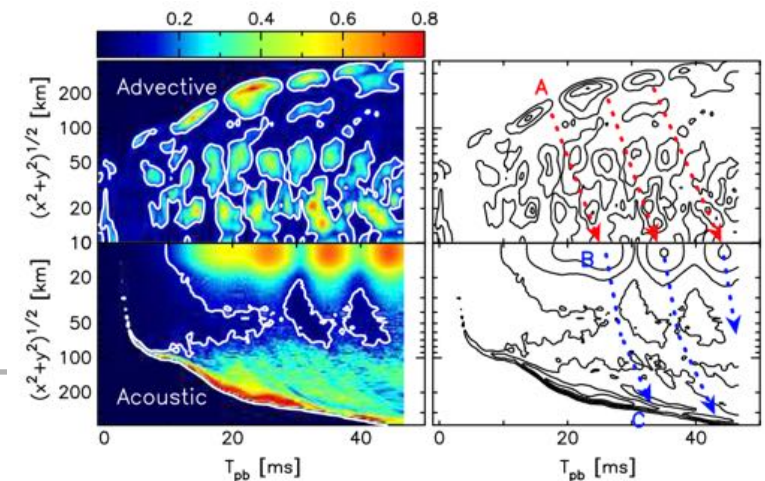 0.2 0.4 0.6 0.8
Advective
(x²+y²)^1/2 [km]
200
100
50
20
10
A
B
(x²+y²)^1/2 [km]
20
50
100
200
Acoustic
C
0 20 40
T_pb [ms]
0 20 40
T_pb [ms]